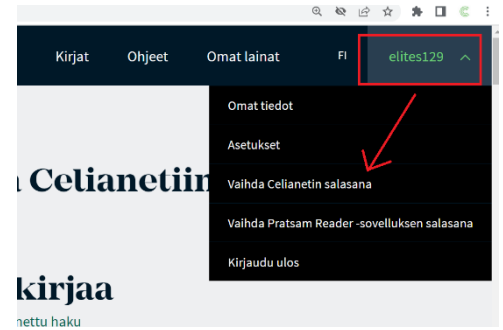 Kirjat Ohjeet Omat lainat FI elites129
Omat tiedot
Asetukset
Celianetiin
Vaihda Celianetin salasana
Vaihda Pratsam Reader -sovelluksen salasana
Kirjaudu ulos
kirjaa
nettu haku